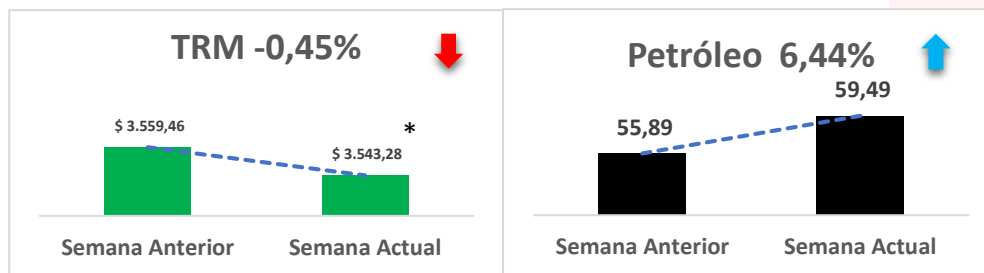 TRM -0,45%
$ 3.559,46
*
$ 3.543,28
Semana Anterior
Semana Actual
Petróleo 6,44%
59,49
55,89
Semana Anterior
Semana Actual